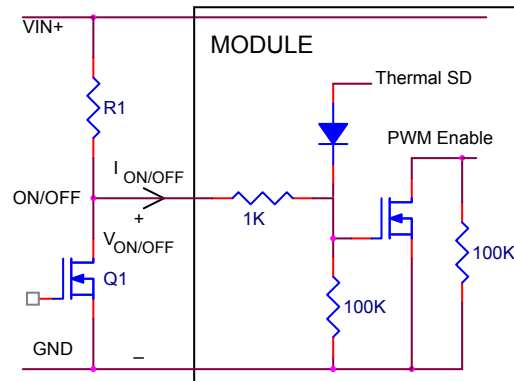 VIN+
MODULE
Thermal SD
R1
PWM Enable
ON/OFF
I ON/OFF
+
1K
V ON/OFF
Q1
100K
100K
GND
–